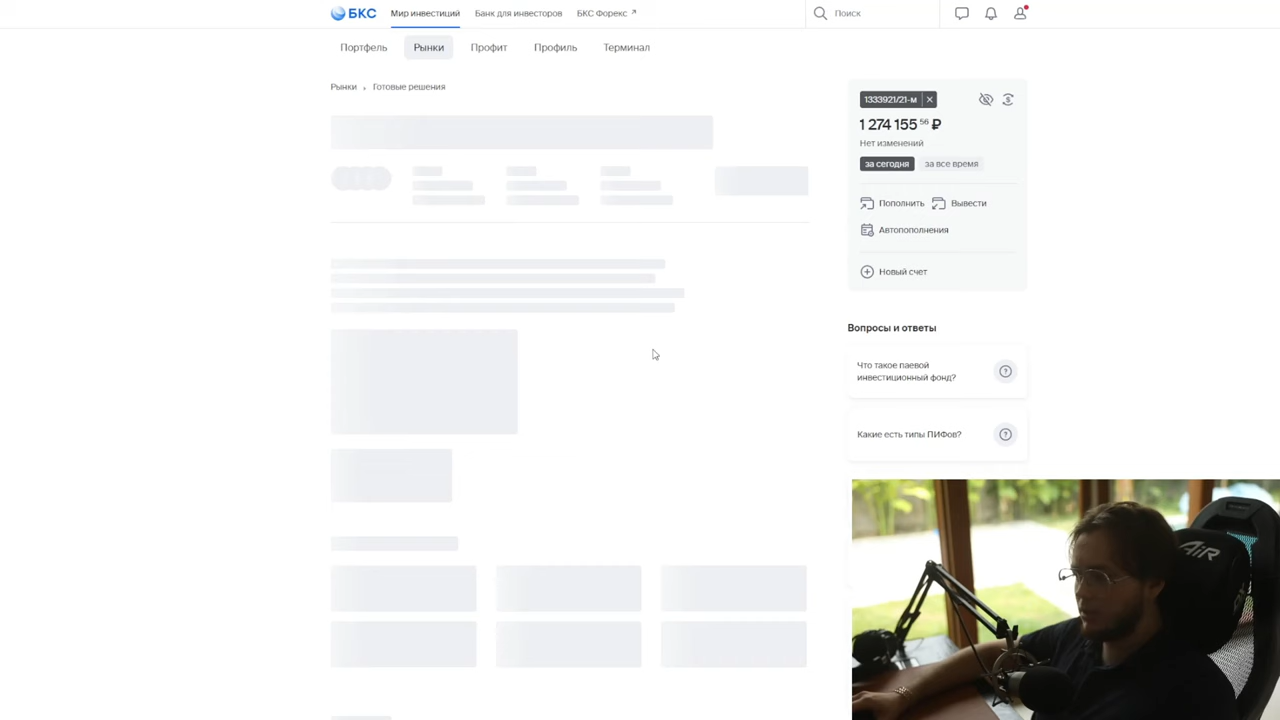 БКС
Мир инвестиций
Банк для инвесторов
БКС Форекс ↗
Поиск
Портфель
Рынки
Профит
Профиль
Терминал
Рынки › Готовые решения
1333921/21-м ×
1 274 155 56 ₽
Нет изменений
за сегодня
за все время
Пополнить
Вывести
Автопополнения
Новый счет
Вопросы и ответы
Что такое паевой
инвестиционный фонд?
Какие есть типы ПИФов?
AIR